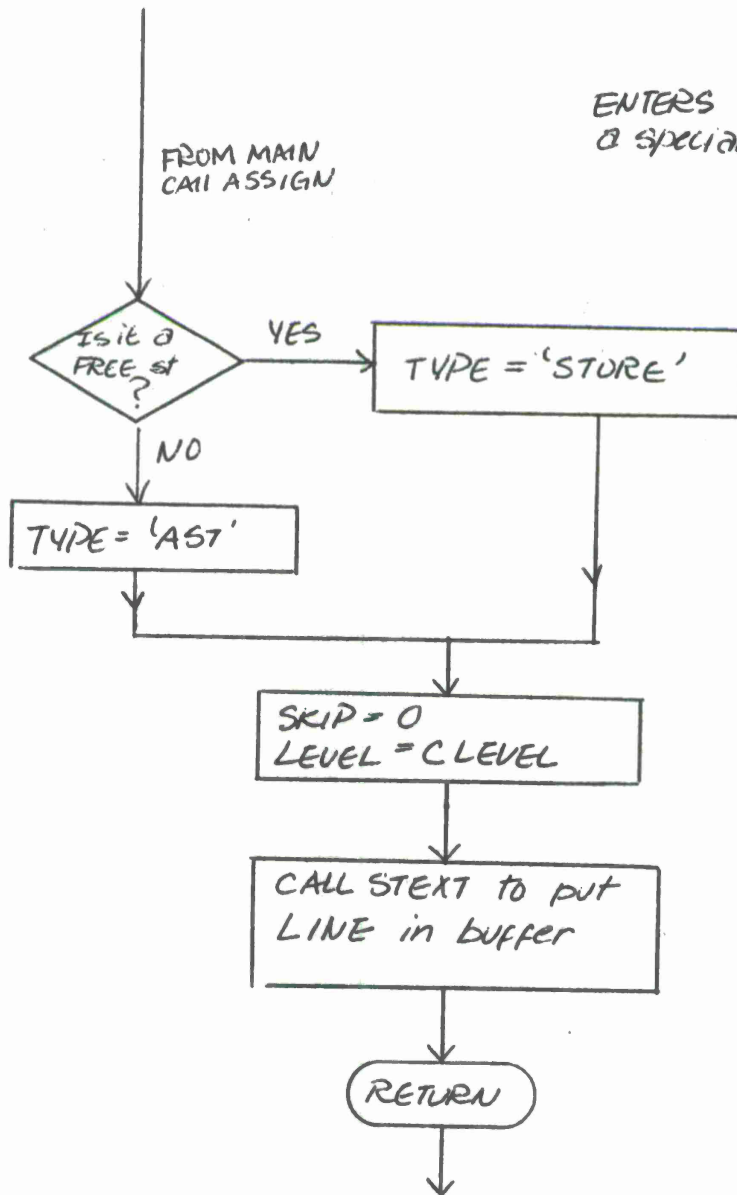 ENTERS
a special
FROM MAIN
CALL ASSIGN
Is it a
FREE st
?
YES
TYPE = 'STORE'
NO
TYPE = 'AST'
SKIP = 0
LEVEL = CLEVEL
CALL STEXT to put
LINE in buffer
RETURN